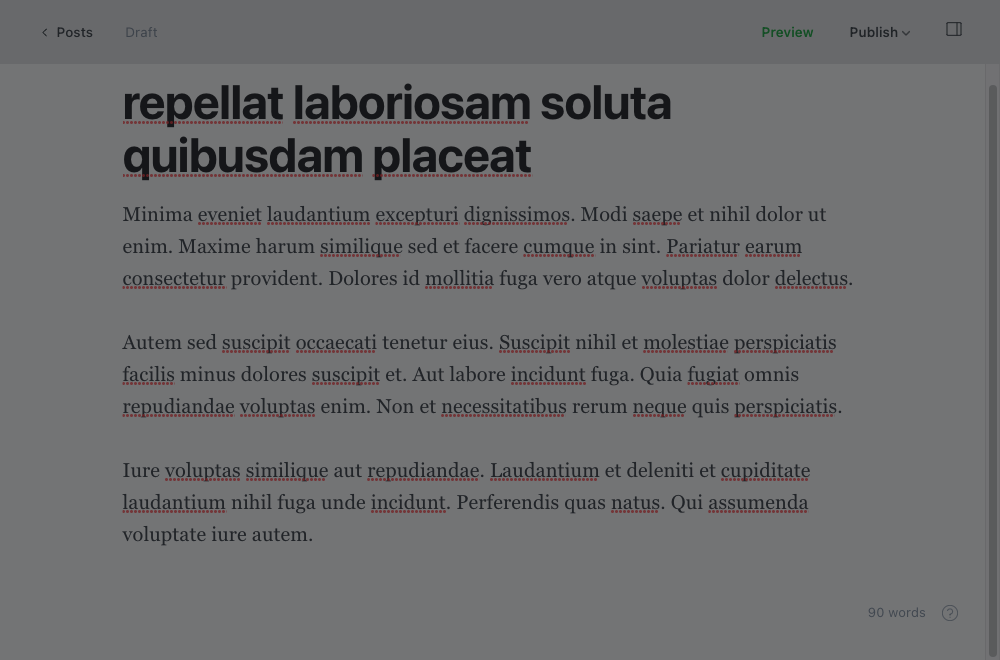 Posts Draft Preview Publish
repellat laboriosam soluta
quibusdam placeat
Minima eveniet laudantium excepturi dignissimos. Modi saepe et nihil dolor ut
enim. Maxime harum similique sed et facere cumque in sint. Pariatur earum
consectetur provident. Dolores id mollitia fuga vero atque voluptas dolor delectus.
Autem sed suscipit occaecati tenetur eius. Suscipit nihil et molestiae perspiciatis
facilis minus dolores suscipit et. Aut labore incidunt fuga. Quia fugiat omnis
repudiandae voluptas enim. Non et necessitatibus rerum neque quis perspiciatis.
Iure voluptas similique aut repudiandae. Laudantium et deleniti et cupiditate
laudantium nihil fuga unde incidunt. Perferendis quas natus. Qui assumenda
voluptate iure autem.
90 words ?